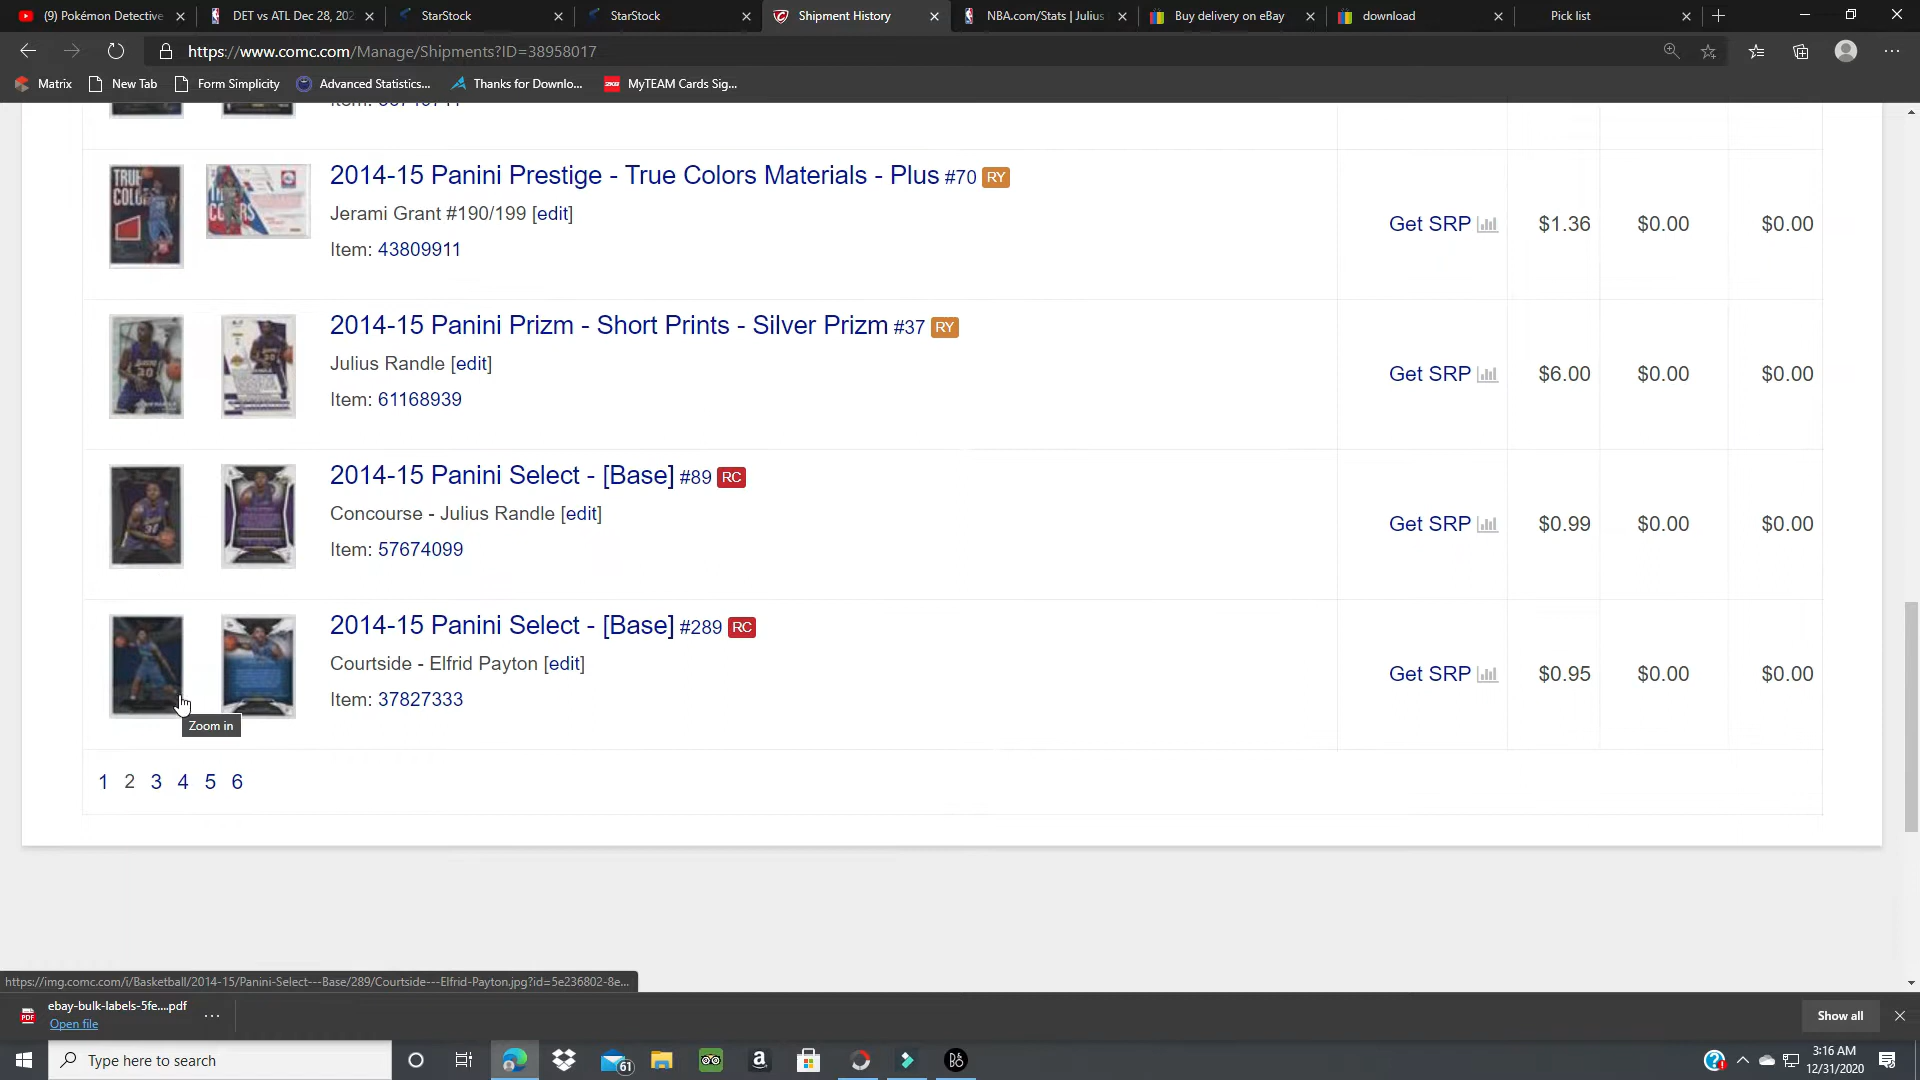 (9) Pokémon Detective
DET vs ATL Dec 28, 202
StarStock
StarStock
Shipment History
NBA.com/Stats | Julius
Buy delivery on eBay
download
Pick list
https://www.comc.com/Manage/Shipments?ID=38958017
Matrix
New Tab
Form Simplicity
Advanced Statistics...
Thanks for Downlo...
MyTEAM Cards Sig...
2014-15 Panini Prestige - True Colors Materials - Plus #70 RY
Jerami Grant #190/199 [edit]
Item: 43809911
Get SRP $1.36 $0.00 $0.00
2014-15 Panini Prizm - Short Prints - Silver Prizm #37 RY
Julius Randle [edit]
Item: 61168939
Get SRP $6.00 $0.00 $0.00
2014-15 Panini Select - [Base] #89 RC
Concourse - Julius Randle [edit]
Item: 57674099
Get SRP $0.99 $0.00 $0.00
2014-15 Panini Select - [Base] #289 RC
Courtside - Elfrid Payton [edit]
Item: 37827333
Get SRP $0.95 $0.00 $0.00
Zoom in
1 2 3 4 5 6
https://img.comc.com/i/Basketball/2014-15/Panini-Select---Base/289/Courtside---Elfrid-Payton.jpg?id=5e236802-8e...
ebay-bulk-labels-5fe....pdf
Open file
Show all
Type here to search
61
3:16 AM
12/31/2020